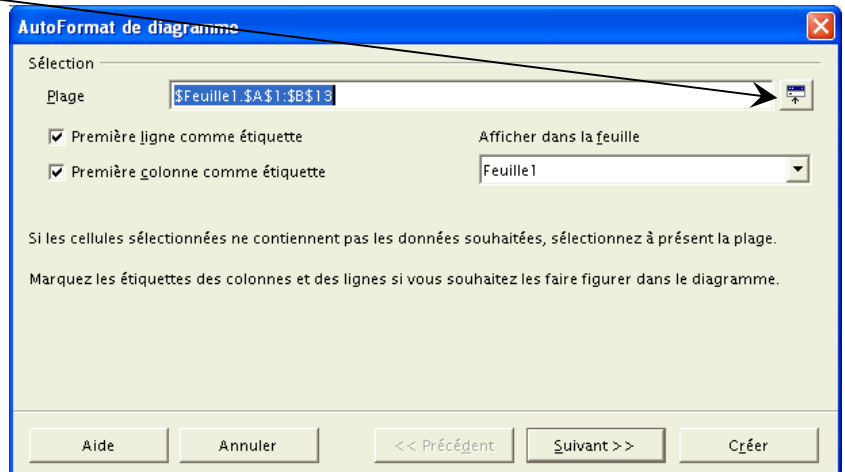 AutoFormat de diagramme
Sélection
Plage
$Feuille1.$A$1:$B$13
Première ligne comme étiquette
Afficher dans la feuille
Première colonne comme étiquette
Feuille1
Si les cellules sélectionnées ne contiennent pas les données souhaitées, sélectionnez à présent la plage.
Marquez les étiquettes des colonnes et des lignes si vous souhaitez les faire figurer dans le diagramme.
Aide
Annuler
<< Précédent
Suivant >>
Créer